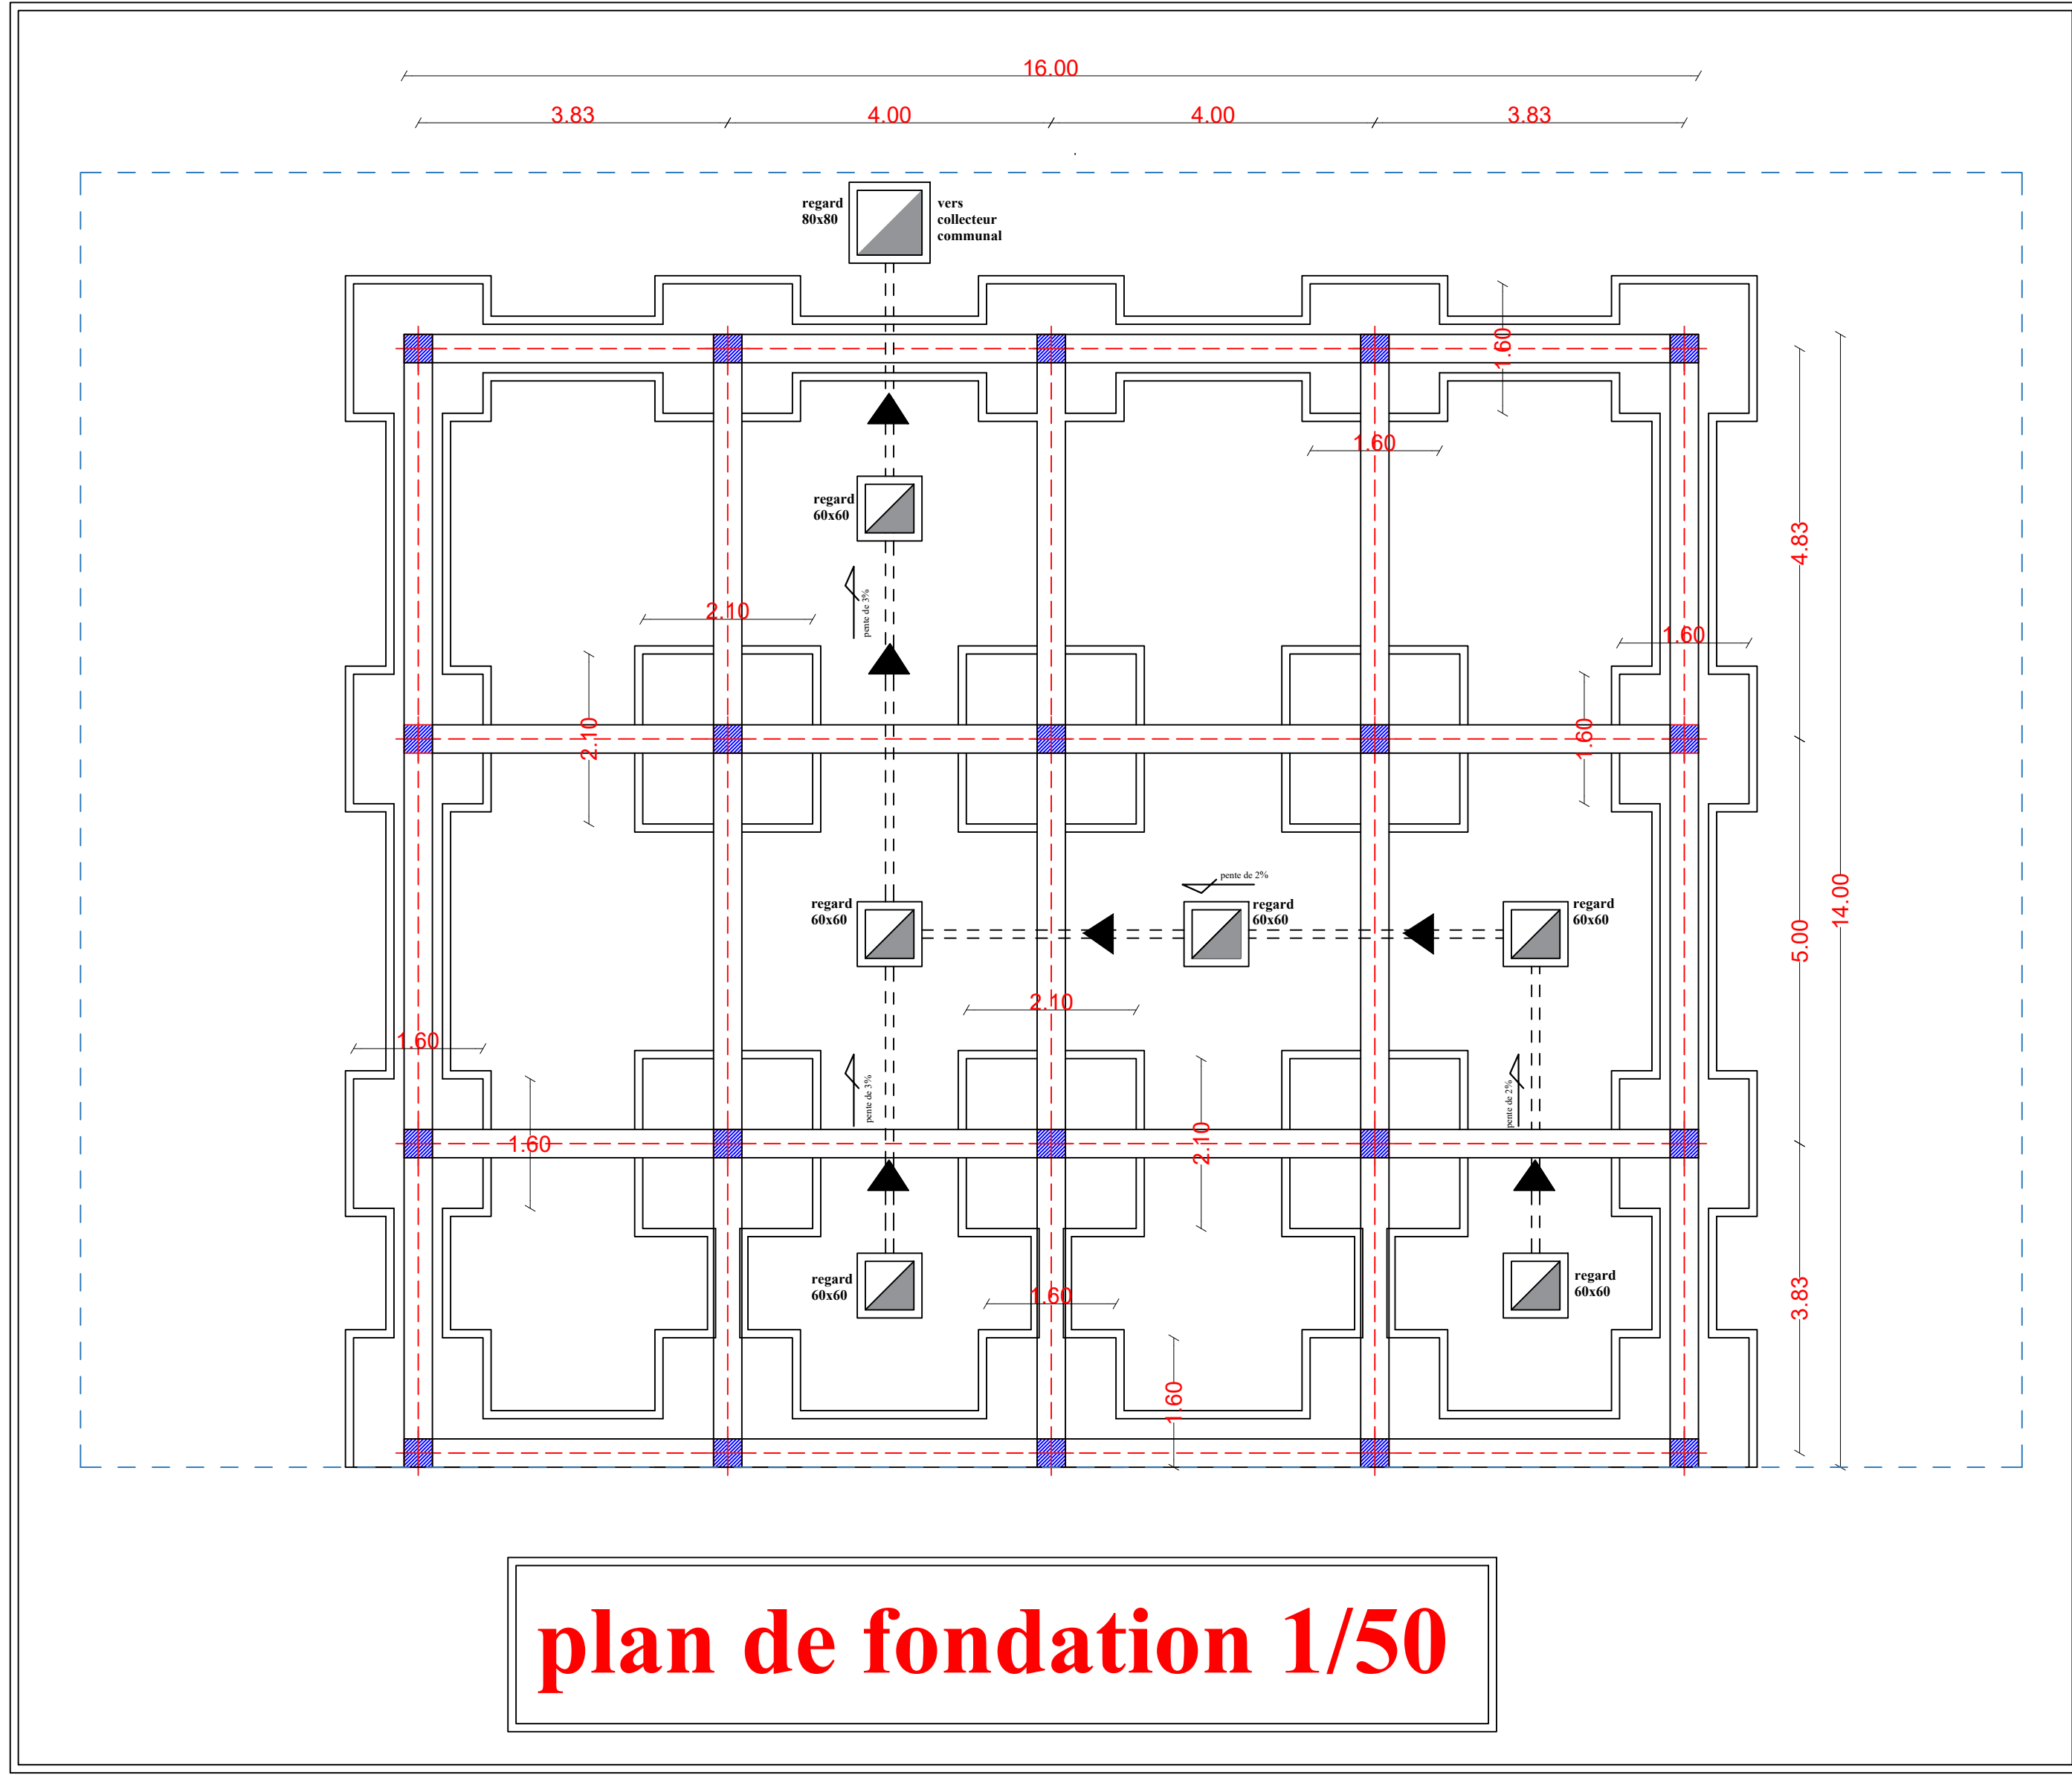 16.00
3.83 4.00 4.00 3.83
regard
80x80
vers
collecteur
communal
1.60
1.60
regard
60x60
4.83
pente de 3%
2.10
1.60
2.10
1.60
pente de 2%
regard
60x60
regard
60x60
regard
60x60
14.00
5.00
2.10
1.60
pente de 3%
pente de 2%
1.60
2.10
regard
60x60
1.60
regard
60x60
3.83
1.60
plan de fondation 1/50